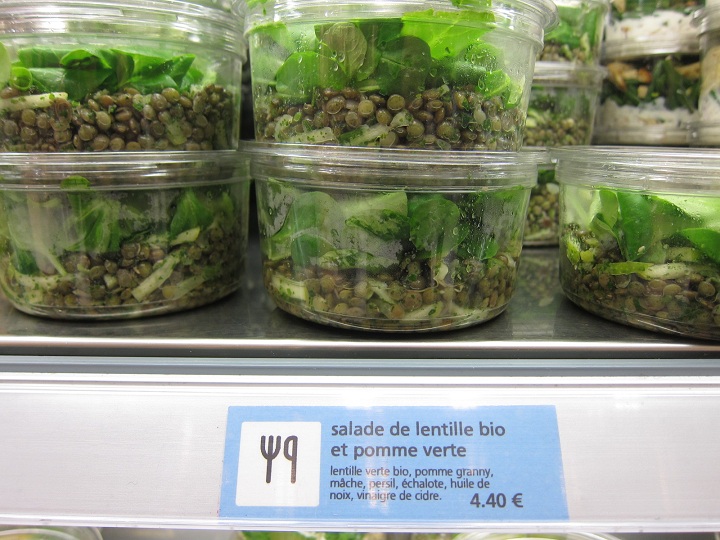 salade de lentille bio
et pomme verte
lentille verte bio, pomme granny,
mâche, persil, échalote, huile de
noix, vinaigre de cidre.
4.40 €